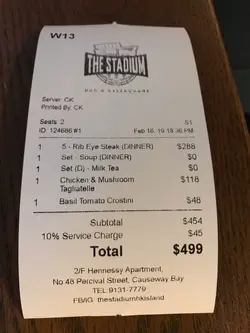 W13
THE STADIUM
BAR & STEAKHOUSE
Server: CK
Printed By: CK
Seats 2 S1
ID: 124686 #1 Feb 16, 19 18:36 PM
1 5 - Rib Eye Steak (DINNER) $288
1 Set - Soup (DINNER) $0
1 Set (D) - Milk Tea $0
1 Chicken & Mushroom $118
Tagliatelle
1 Basil Tomato Crostini $48
Subtotal $454
10% Service Charge $45
Total $499
2/F Hennessy Apartment,
No 48 Percival Street, Causeway Bay
TEL 9131-7779
FB/IG: thestadiumhkisland